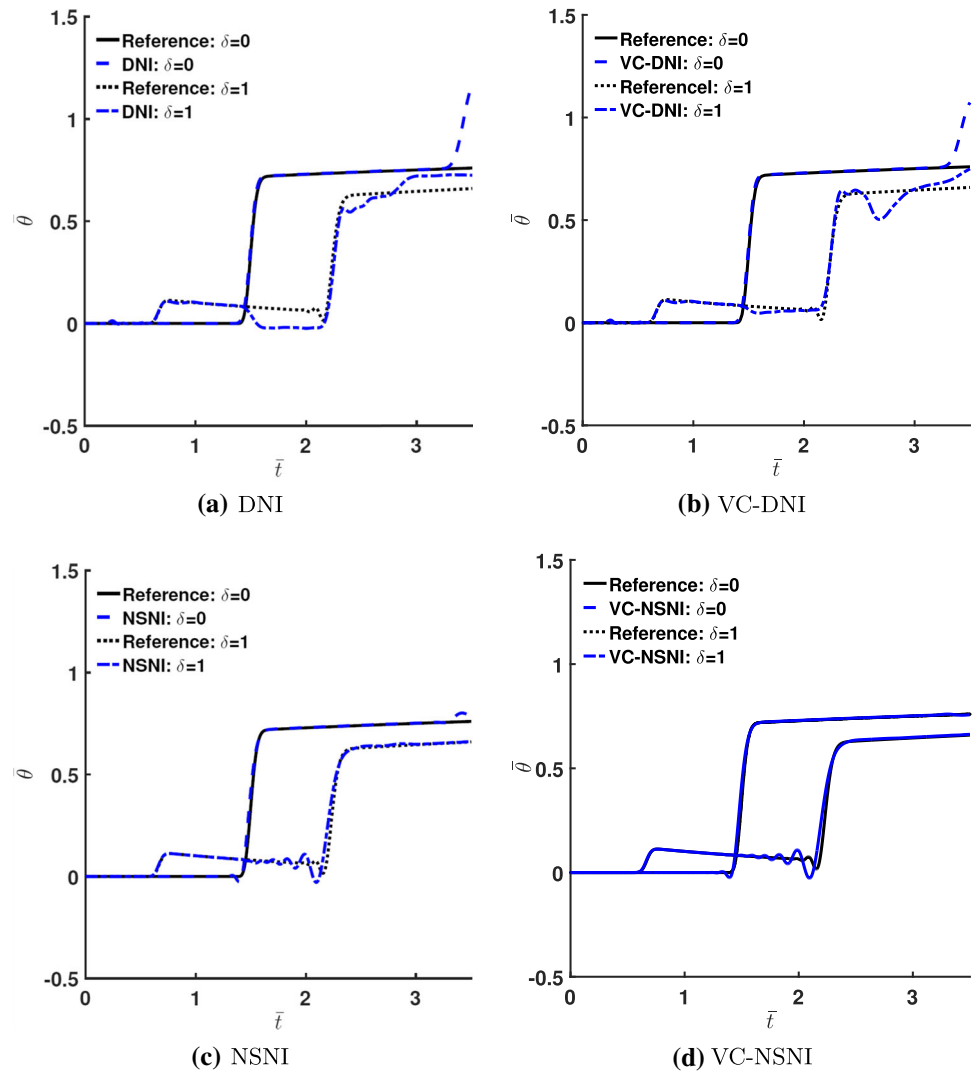 1.5
1
0.5
0
-0.5
θ̄
Reference: δ=0
DNI: δ=0
Reference: δ=1
DNI: δ=1
0 1 2 3
t̄
(a) DNI
1.5
1
0.5
0
-0.5
θ̄
Reference: δ=0
VC-DNI: δ=0
Referencel: δ=1
VC-DNI: δ=1
0 1 2 3
t̄
(b) VC-DNI
1.5
1
0.5
0
-0.5
θ̄
Reference: δ=0
NSNI: δ=0
Reference: δ=1
NSNI: δ=1
0 1 2 3
t̄
(c) NSNI
1.5
1
0.5
0
-0.5
θ̄
Reference: δ=0
VC-NSNI: δ=0
Reference: δ=1
VC-NSNI: δ=1
0 1 2 3
t̄
(d) VC-NSNI